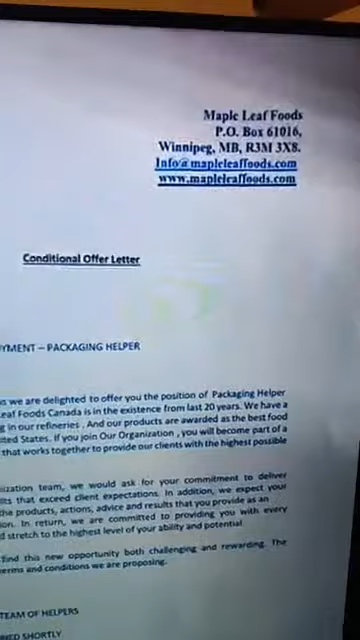 Maple Leaf Foods
P.O. Box 61016,
Winnipeg, MB, R3M 3X8.
Info@mapleleaffoods.com
www.mapleleaffoods.com
Conditional Offer Letter
YMENT – PACKAGING HELPER
we are delighted to offer you the position of Packaging Helper
eaf Foods Canada is in the existence from last 20 years. We have a
g in our refineries . And our products are awarded as the best food
ited States. If you join Our Organization , you will become part of a
that works together to provide our clients with the highest possible
ization team, we would ask for your commitment to deliver
lts that exceed client expectations. In addition, we expect your
the products, actions, advice and results that you provide as an
ion. In return, we are committed to providing you with every
d stretch to the highest level of your ability and potential
find this new opportunity both challenging and rewarding. The
erms and conditions we are proposing.
TEAM OF HELPERS
NED SHORTLY